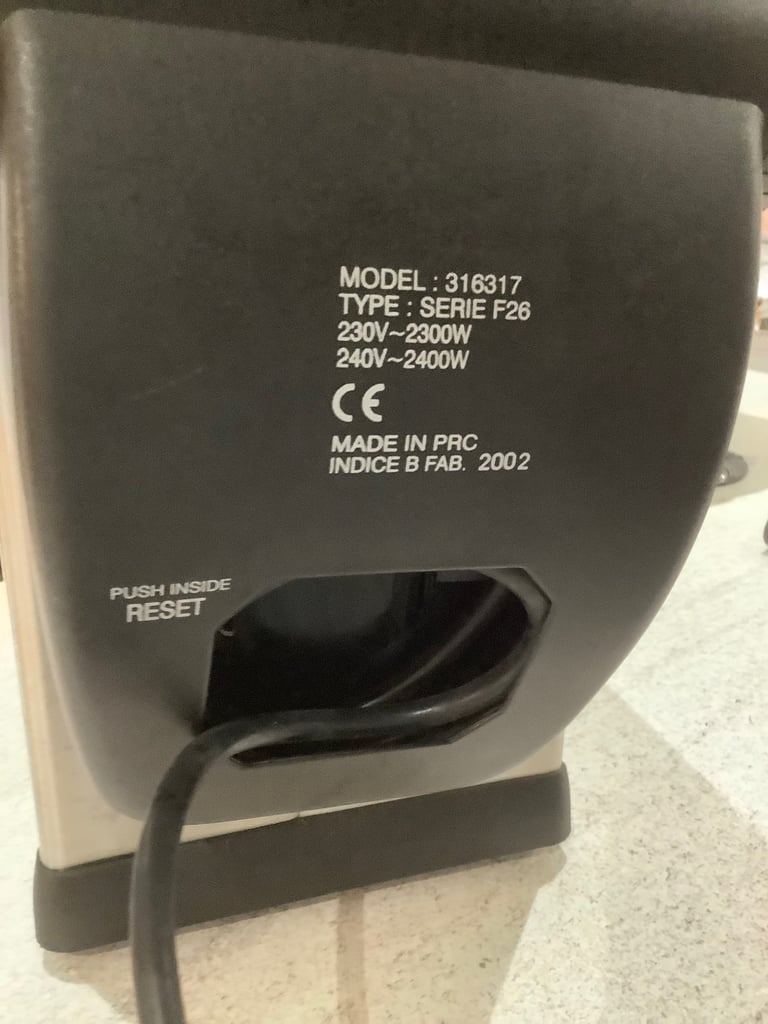 MODEL : 316317
TYPE : SERIE F26
230V~2300W
240V~2400W
CE
MADE IN PRC
INDICE B FAB. 2002
PUSH INSIDE
RESET